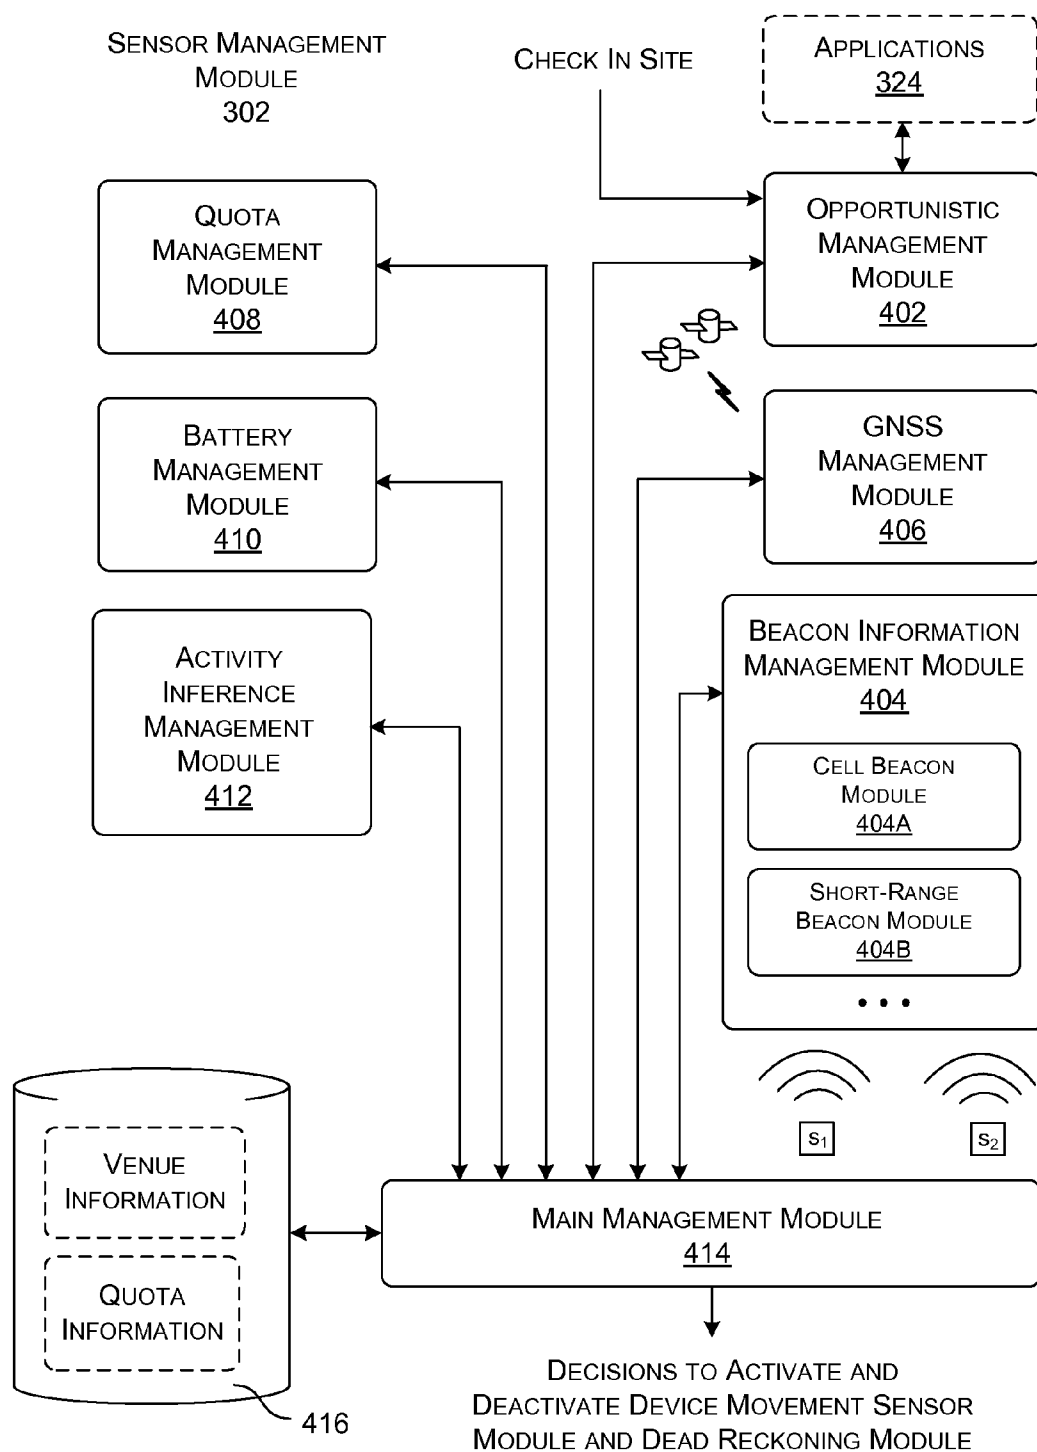 SENSOR MANAGEMENT
MODULE
302
CHECK IN SITE
APPLICATIONS
324
QUOTA
MANAGEMENT
MODULE
408
OPPORTUNISTIC
MANAGEMENT
MODULE
402
BATTERY
MANAGEMENT
MODULE
410
GNSS
MANAGEMENT
MODULE
406
ACTIVITY
INFERENCE
MANAGEMENT
MODULE
412
BEACON INFORMATION
MANAGEMENT MODULE
404
CELL BEACON
MODULE
404A
SHORT-RANGE
BEACON MODULE
404B
• • •
S1
S2
VENUE
INFORMATION
QUOTA
INFORMATION
416
MAIN MANAGEMENT MODULE
414
DECISIONS TO ACTIVATE AND
DEACTIVATE DEVICE MOVEMENT SENSOR
MODULE AND DEAD RECKONING MODULE